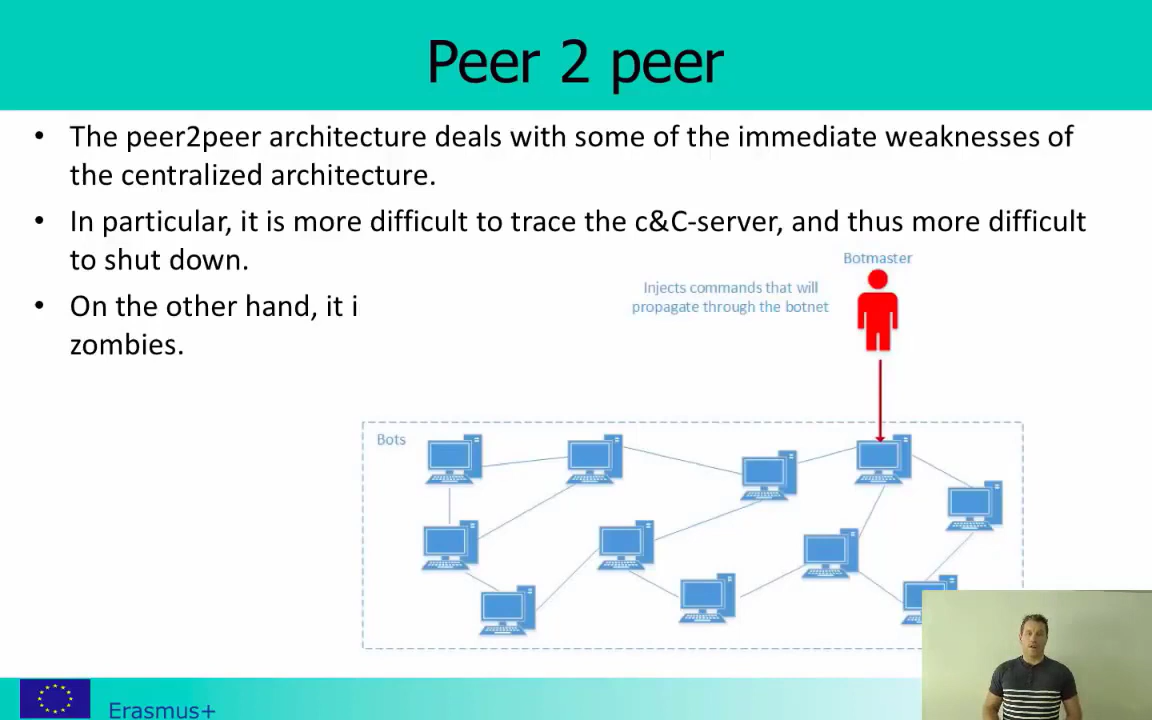 Peer 2 peer
• The peer2peer architecture deals with some of the immediate weaknesses of
the centralized architecture.
• In particular, it is more difficult to trace the c&C-server, and thus more difficult
to shut down.
• On the other hand, it i
zombies.
Botmaster
Injects commands that will
propagate through the botnet
Bots
Erasmus+